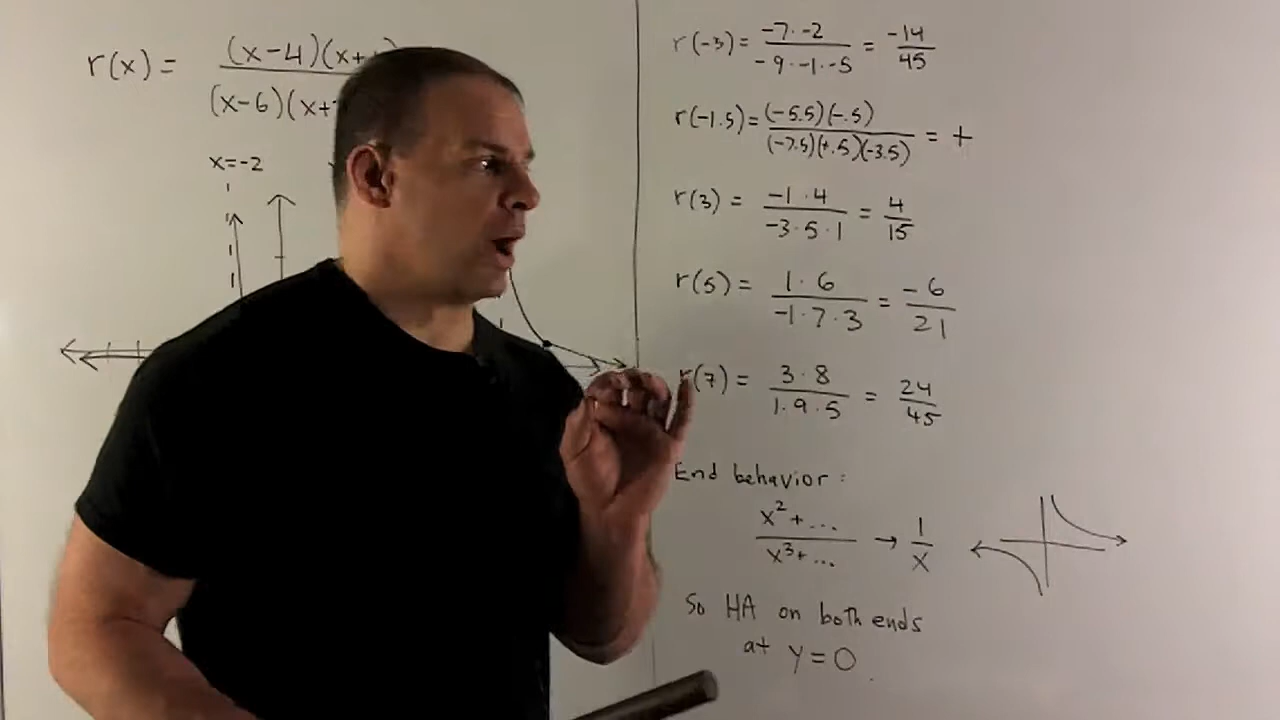 r(x) = (x-4)(x+
(x-6)(x+
x=-2
r(-3) = -7·-2 / -9·-1·-5 = -14/45
r(-1.5) = (-5.5)(-.5) / (-7.5)(+.5)(-3.5) = +
r(3) = -1·4 / -3·5·1 = 4/15
r(5) = 1·6 / -1·7·3 = -6/21
r(7) = 3·8 / 1·9·5 = 24/45
End behavior:
x²+... / x³+... → 1/x
So HA on both ends
at y=0.